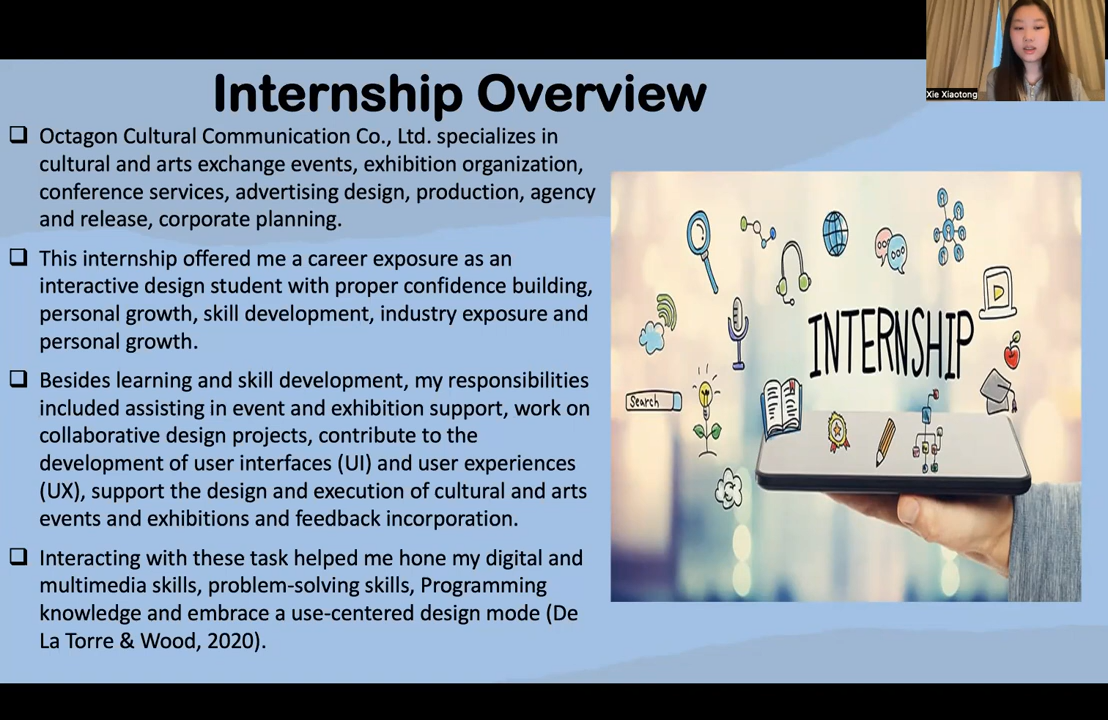 Internship Overview
Xie Xiaotong
Octagon Cultural Communication Co., Ltd. specializes in
cultural and arts exchange events, exhibition organization,
conference services, advertising design, production, agency
and release, corporate planning.
This internship offered me a career exposure as an
interactive design student with proper confidence building,
personal growth, skill development, industry exposure and
personal growth.
Besides learning and skill development, my responsibilities
included assisting in event and exhibition support, work on
collaborative design projects, contribute to the
development of user interfaces (UI) and user experiences
(UX), support the design and execution of cultural and arts
events and exhibitions and feedback incorporation.
Interacting with these task helped me hone my digital and
multimedia skills, problem-solving skills, Programming
knowledge and embrace a use-centered design mode (De
La Torre & Wood, 2020).
INTERNSHIP
Search